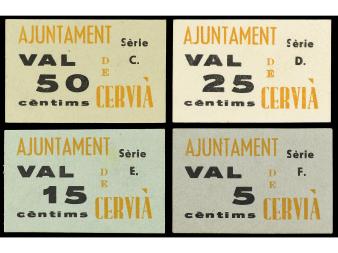 AJUNTAMENT
VAL DE Sèrie C.
50
cèntims CERVIÀ
AJUNTAMENT
VAL DE Sèrie D.
25
cèntims CERVIÀ
AJUNTAMENT
VAL DE Sèrie E.
15
cèntims CERVIÀ
AJUNTAMENT
VAL DE Sèrie F.
5
cèntims CERVIÀ